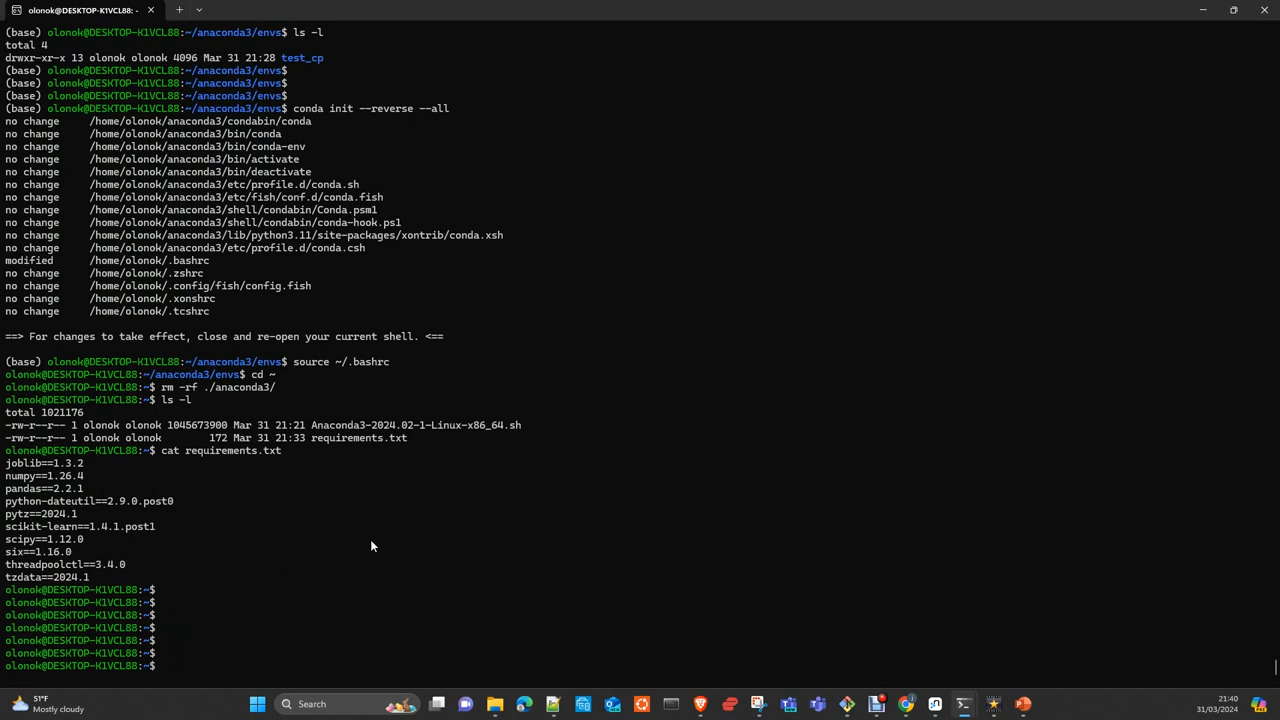 olonok@DESKTOP-K1VCL88: ~
(base) olonok@DESKTOP-K1VCL88:~/anaconda3/envs$ ls -l
total 4
drwxr-xr-x 13 olonok olonok 4096 Mar 31 21:28 test_cp
(base) olonok@DESKTOP-K1VCL88:~/anaconda3/envs$
(base) olonok@DESKTOP-K1VCL88:~/anaconda3/envs$
(base) olonok@DESKTOP-K1VCL88:~/anaconda3/envs$
(base) olonok@DESKTOP-K1VCL88:~/anaconda3/envs$ conda init --reverse --all
no change     /home/olonok/anaconda3/condabin/conda
no change     /home/olonok/anaconda3/bin/conda
no change     /home/olonok/anaconda3/bin/conda-env
no change     /home/olonok/anaconda3/bin/activate
no change     /home/olonok/anaconda3/bin/deactivate
no change     /home/olonok/anaconda3/etc/profile.d/conda.sh
no change     /home/olonok/anaconda3/etc/fish/conf.d/conda.fish
no change     /home/olonok/anaconda3/shell/condabin/Conda.psm1
no change     /home/olonok/anaconda3/shell/condabin/conda-hook.ps1
no change     /home/olonok/anaconda3/lib/python3.11/site-packages/xontrib/conda.xsh
no change     /home/olonok/anaconda3/etc/profile.d/conda.csh
modified      /home/olonok/.bashrc
no change     /home/olonok/.zshrc
no change     /home/olonok/.config/fish/config.fish
no change     /home/olonok/.xonshrc
no change     /home/olonok/.tcshrc
==> For changes to take effect, close and re-open your current shell. <==
(base) olonok@DESKTOP-K1VCL88:~/anaconda3/envs$ source ~/.bashrc
olonok@DESKTOP-K1VCL88:~/anaconda3/envs$ cd ~
olonok@DESKTOP-K1VCL88:~$ rm -rf ./anaconda3/
olonok@DESKTOP-K1VCL88:~$ ls -l
total 1021176
-rw-r--r-- 1 olonok olonok 1045673900 Mar 31 21:21 Anaconda3-2024.02-1-Linux-x86_64.sh
-rw-r--r-- 1 olonok olonok        172 Mar 31 21:33 requirements.txt
olonok@DESKTOP-K1VCL88:~$ cat requirements.txt
joblib==1.3.2
numpy==1.26.4
pandas==2.2.1
python-dateutil==2.9.0.post0
pytz==2024.1
scikit-learn==1.4.1.post1
scipy==1.12.0
six==1.16.0
threadpoolctl==3.4.0
tzdata==2024.1
olonok@DESKTOP-K1VCL88:~$
olonok@DESKTOP-K1VCL88:~$
olonok@DESKTOP-K1VCL88:~$
olonok@DESKTOP-K1VCL88:~$
olonok@DESKTOP-K1VCL88:~$
olonok@DESKTOP-K1VCL88:~$
olonok@DESKTOP-K1VCL88:~$
51°F
Mostly cloudy
Search
21:40
31/03/2024